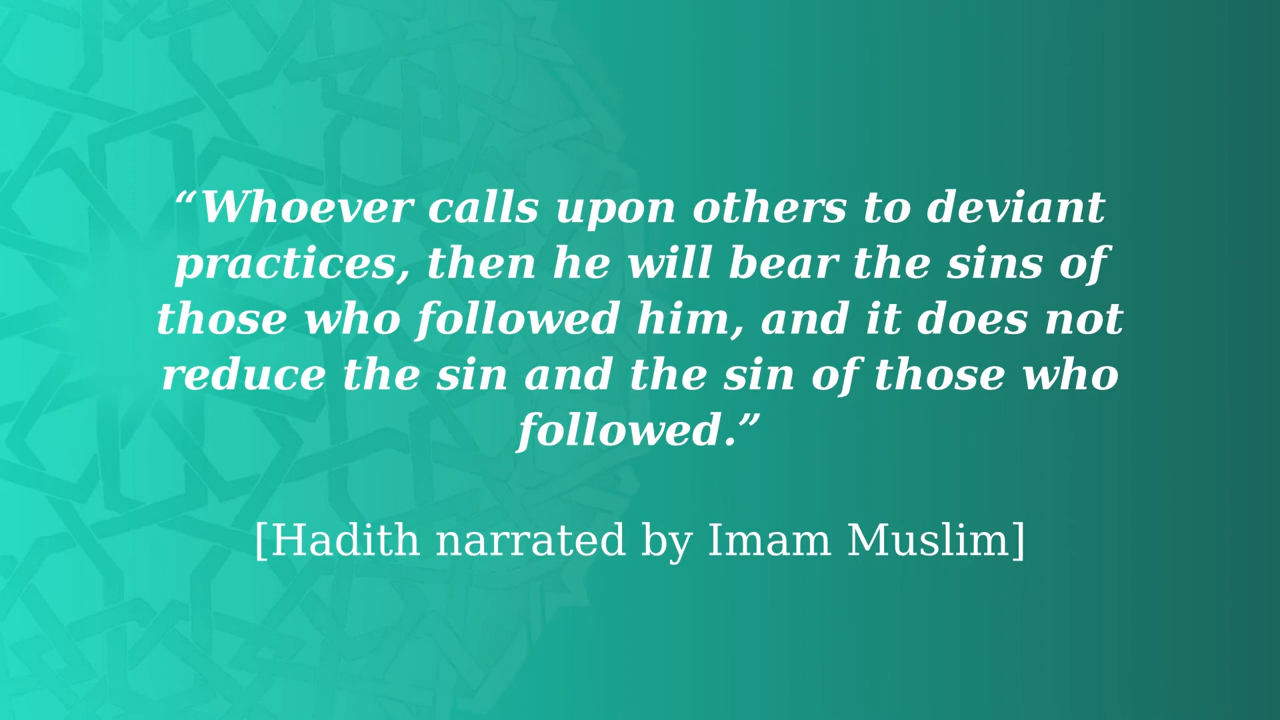 “Whoever calls upon others to deviant
practices, then he will bear the sins of
those who followed him, and it does not
reduce the sin and the sin of those who
followed.”
[Hadith narrated by Imam Muslim]